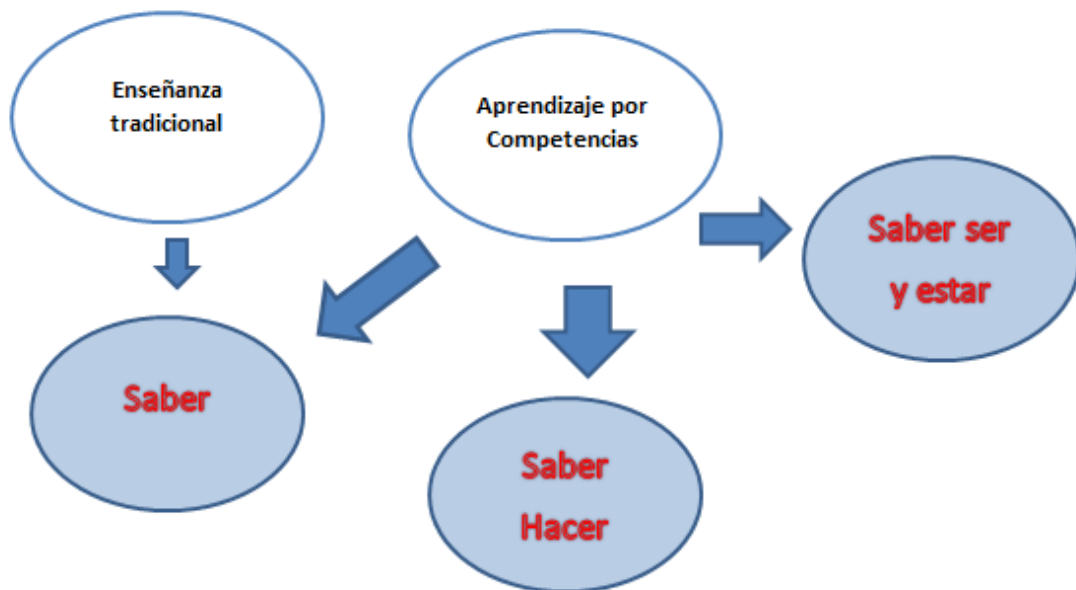 Enseñanza
tradicional
Aprendizaje por
Competencias
Saber ser
y estar
Saber
Saber
Hacer